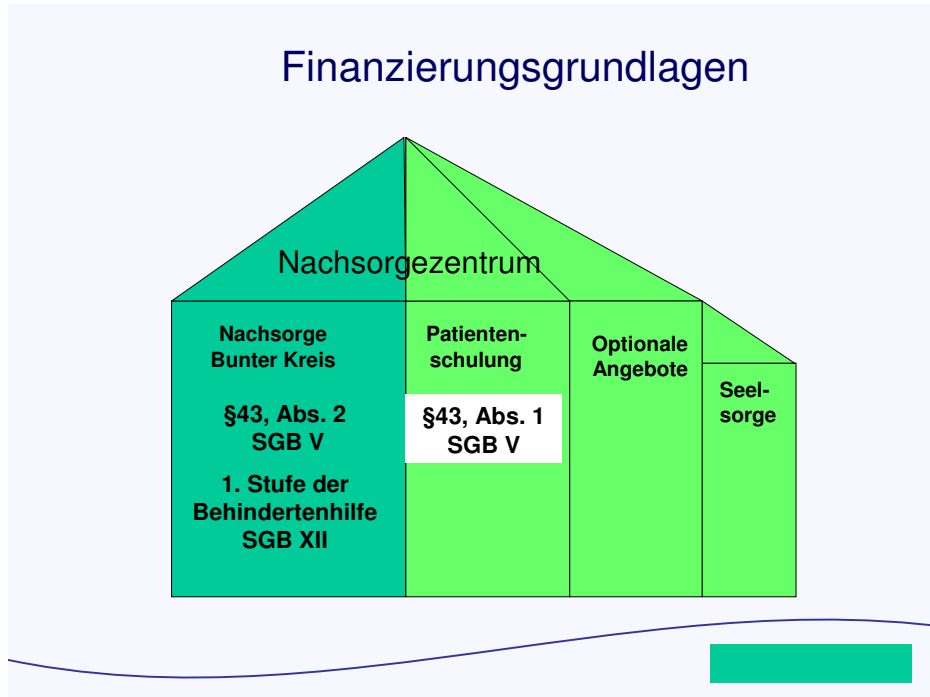 Finanzierungsgrundlagen
Nachsorgezentrum
Nachsorge
Bunter Kreis
§43, Abs. 2
SGB V
1. Stufe der
Behindertenhilfe
SGB XII
Patienten-
schulung
§43, Abs. 1
SGB V
Optionale
Angebote
Seel-
sorge